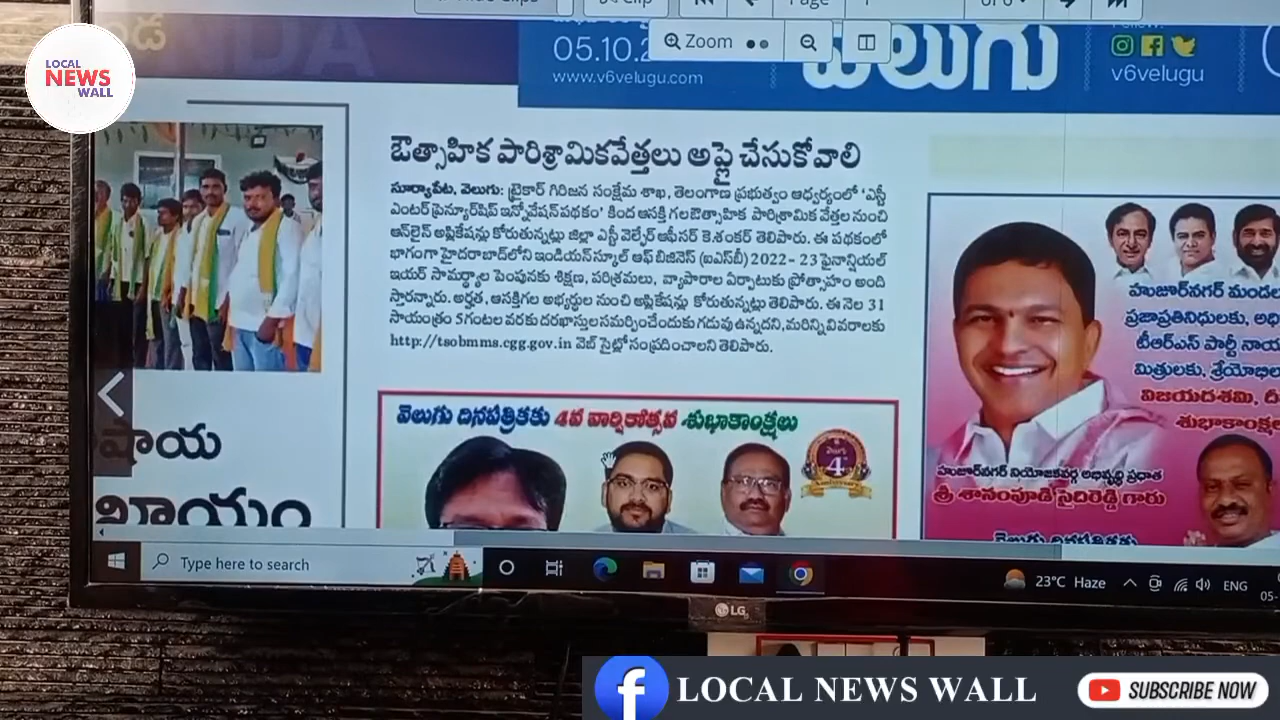 Page
Zoom
05.10.2
www.v6velugu.com
వెలుగు
v6velugu
LOCAL
NEWS
WALL
ఔత్సాహిక పారిశ్రామికవేత్తలు అప్లై చేసుకోవాలి
సూర్యాపేట, వెలుగు: ట్రైకార్ గిరిజన సంక్షేమ శాఖ, తెలంగాణ ప్రభుత్వం ఆధ్వర్యంలో 'ఎస్టీ
ఎంటర్ ప్రెన్యూర్​షిప్ ఇన్నోవేషన్ పథకం' కింద ఆసక్తి గల ఔత్సాహిక పారిశ్రామిక వేత్తల నుంచి
ఆన్​లైన్ అప్లికేషన్లు కోరుతున్నట్లు జిల్లా ఎస్టీ వెల్ఫేర్ ఆఫీసర్ కె.శంకర్ తెలిపారు. ఈ పథకంలో
భాగంగా హైదరాబాద్​లోని ఇండియన్ స్కూల్ ఆఫ్ బిజినెస్ (ఐఎస్​బీ) 2022- 23 ఫైనాన్షియల్
ఇయర్ సామర్థ్యాల పెంపునకు శిక్షణ, పరిశ్రమలు, వ్యాపారాల ఏర్పాటుకు ప్రోత్సాహం అంది
స్తారన్నారు. అర్హత, ఆసక్తిగల అభ్యర్థుల నుంచి అప్లికేషన్లు కోరుతున్నట్లు తెలిపారు. ఈ నెల 31
సాయంత్రం 5గంటల వరకు దరఖాస్తుల సమర్పించేందుకు గడువు ఉన్నదని, మరిన్ని వివరాలకు
http://tsobmms.cgg.gov.in వెబ్ సైట్లో సంప్రదించాలని తెలిపారు.
వెలుగు దినపత్రికకు 4వ వార్షికోత్సవ శుభాకాంక్షలు
హుజూర్​నగర్ మండల
ప్రజాప్రతినిధులకు,
టీఆర్ఎస్ పార్టీ
మిత్రులకు,
విజయదశమి,
హుజూర్​నగర్ నియోజకవర్గ అభివృద్ధి ప్రధాత
శ్రీ శానంపూడి సైదిరెడ్డి గారు
Type here to search
23°C Haze
ENG
05-
LG
LOCAL NEWS WALL
SUBSCRIBE NOW